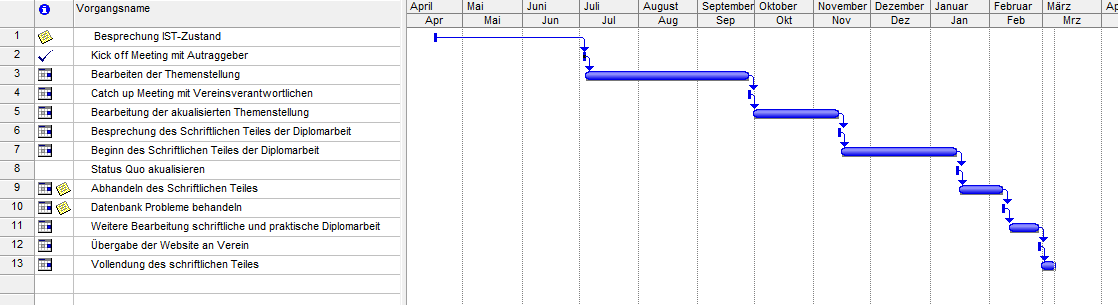 Vorgangsname
April Mai Juni Juli August September Oktober November Dezember Januar Februar März Ap
Apr Mai Jun Jul Aug Sep Okt Nov Dez Jan Feb Mrz
1 Besprechung IST-Zustand
2 Kick off Meeting mit Autraggeber
3 Bearbeiten der Themenstellung
4 Catch up Meeting mit Vereinsverantwortlichen
5 Bearbeitung der akualisierten Themenstellung
6 Besprechung des Schriftlichen Teiles der Diplomarbeit
7 Beginn des Schriftlichen Teiles der Diplomarbeit
8 Status Quo akualisieren
9 Abhandeln des Schriftlichen Teiles
10 Datenbank Probleme behandeln
11 Weitere Bearbeitung schriftliche und praktische Diplomarbeit
12 Übergabe der Website an Verein
13 Vollendung des schriftlichen Teiles